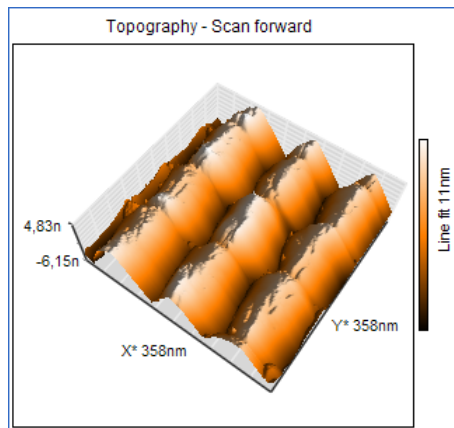 Topography - Scan forward
4,83n
-6,15n
X* 358nm
Y* 358nm
Line fit 11nm